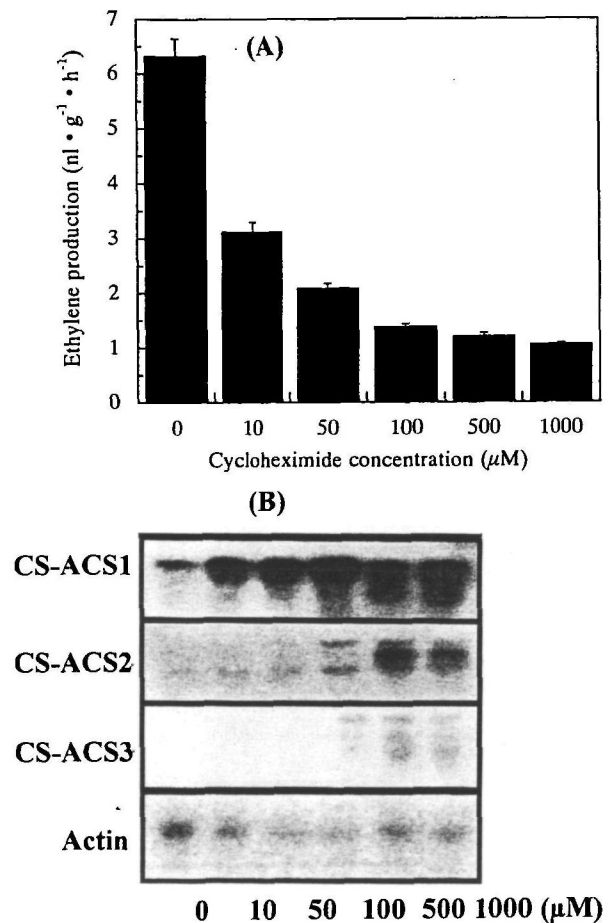 (A)
7
6
5
4
3
2
1
0
Ethylene production (nl • g⁻¹ • h⁻¹)
0 10 50 100 500 1000
Cycloheximide concentration (μM)
(B)
CS-ACS1
CS-ACS2
CS-ACS3
Actin
0 10 50 100 500 1000 (μM)